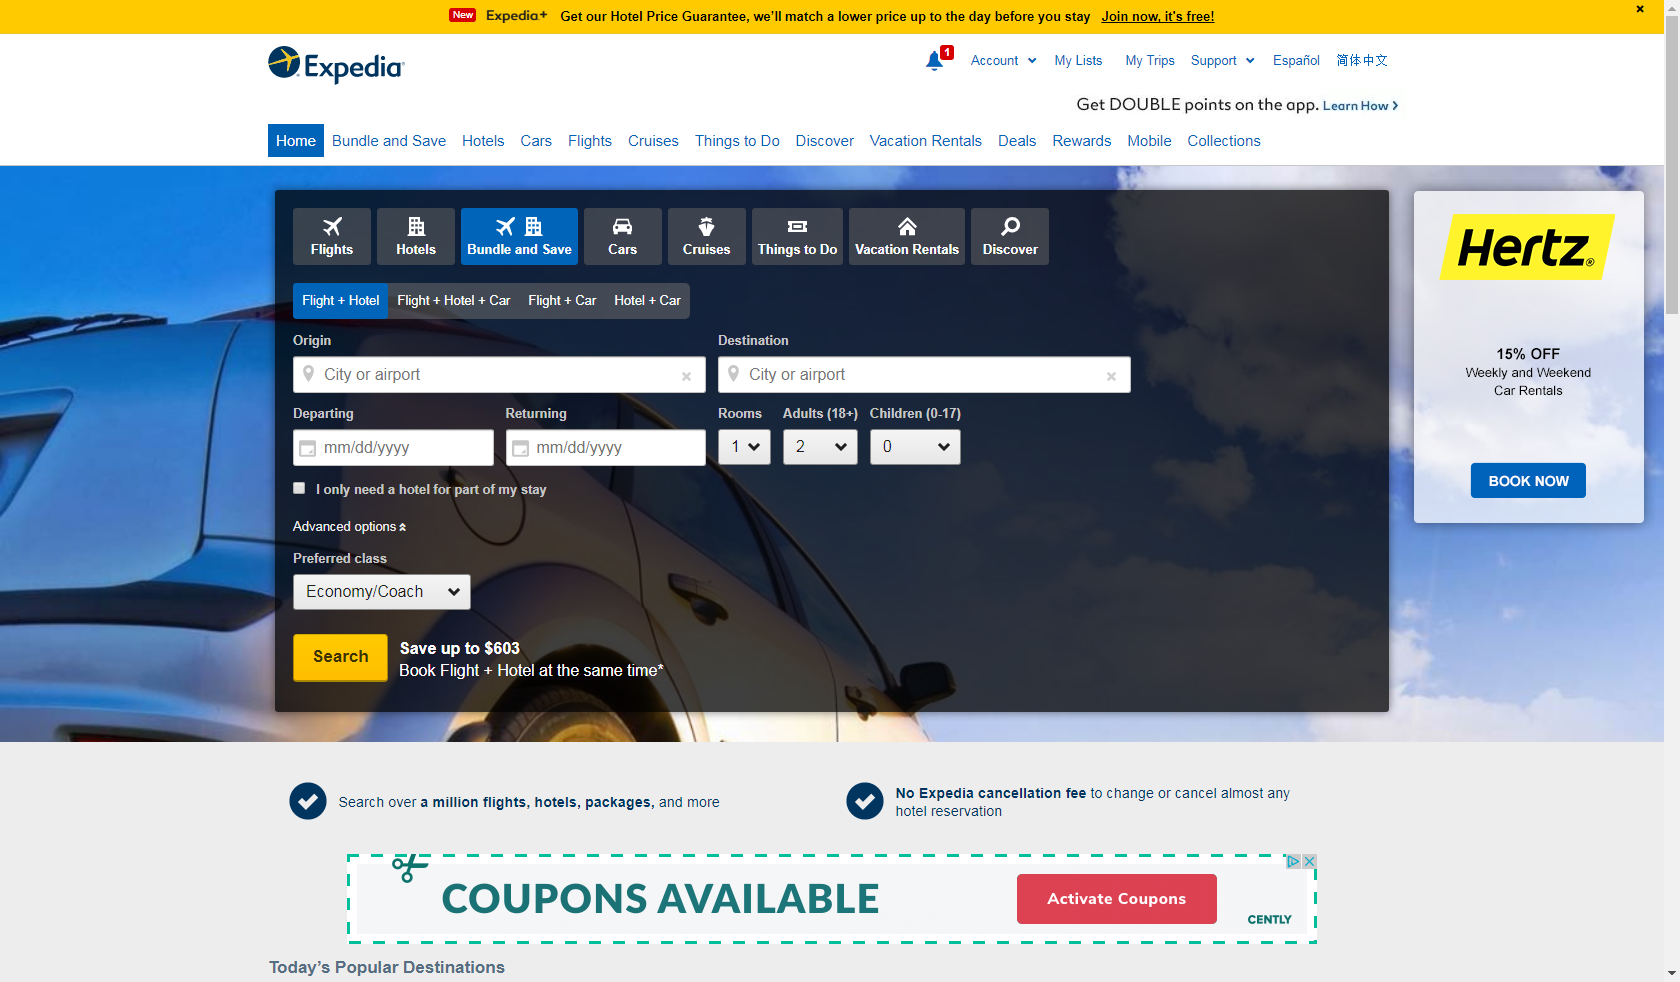 New Expedia+ Get our Hotel Price Guarantee, we'll match a lower price up to the day before you stay Join now, it's free!
Expedia
1
Account My Lists My Trips Support Español 简体中文
Get DOUBLE points on the app. Learn How
Home Bundle and Save Hotels Cars Flights Cruises Things to Do Discover Vacation Rentals Deals Rewards Mobile Collections
Flights Hotels Bundle and Save Cars Cruises Things to Do Vacation Rentals Discover
Flight + Hotel Flight + Hotel + Car Flight + Car Hotel + Car
Origin Destination
City or airport City or airport
Departing Returning Rooms Adults (18+) Children (0-17)
mm/dd/yyyy mm/dd/yyyy 1 2 0
I only need a hotel for part of my stay
Advanced options
Preferred class
Economy/Coach
Search
Save up to $603
Book Flight + Hotel at the same time*
Hertz®
15% OFF
Weekly and Weekend
Car Rentals
BOOK NOW
Search over a million flights, hotels, packages, and more
No Expedia cancellation fee to change or cancel almost any
hotel reservation
COUPONS AVAILABLE
Activate Coupons
CENTLY
Today's Popular Destinations